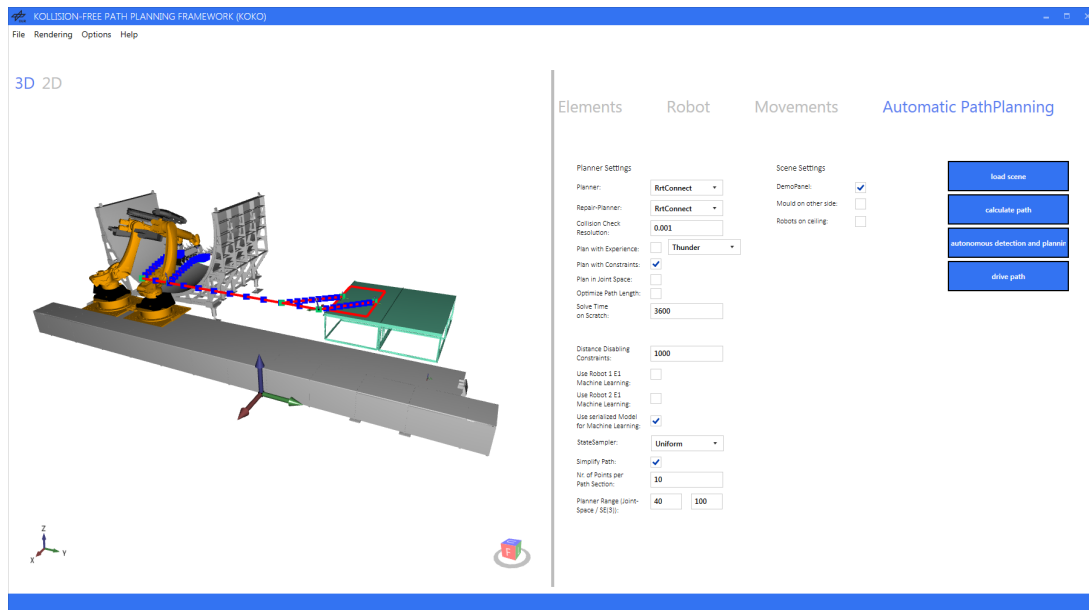 KOLLISION-FREE PATH PLANNING FRAMEWORK (KOKO)
File Rendering Options Help
3D 2D
Elements Robot Movements Automatic PathPlanning
Planner Settings
Planner: RrtConnect
Repair-Planner: RrtConnect
Collision Check
Resolution: 0.001
Plan with Experience: Thunder
Plan with Constraints:
Plan in Joint Space:
Optimize Path Length:
Solve Time
on Scratch: 3600
Distance Disabling
Constraints: 1000
Use Robot 1 E1
Machine Learning:
Use Robot 2 E1
Machine Learning:
Use serialized Model
for Machine Learning:
StateSampler: Uniform
Simplify Path:
Nr. of Points per
Path Section: 10
Planner Range (Joint-
Space / SE(3)): 40 100
Scene Settings
DemoPanel:
Mould on other side:
Robots on ceiling:
load scene
calculate path
autonomous detection and plannin
drive path
Z
X Y
F